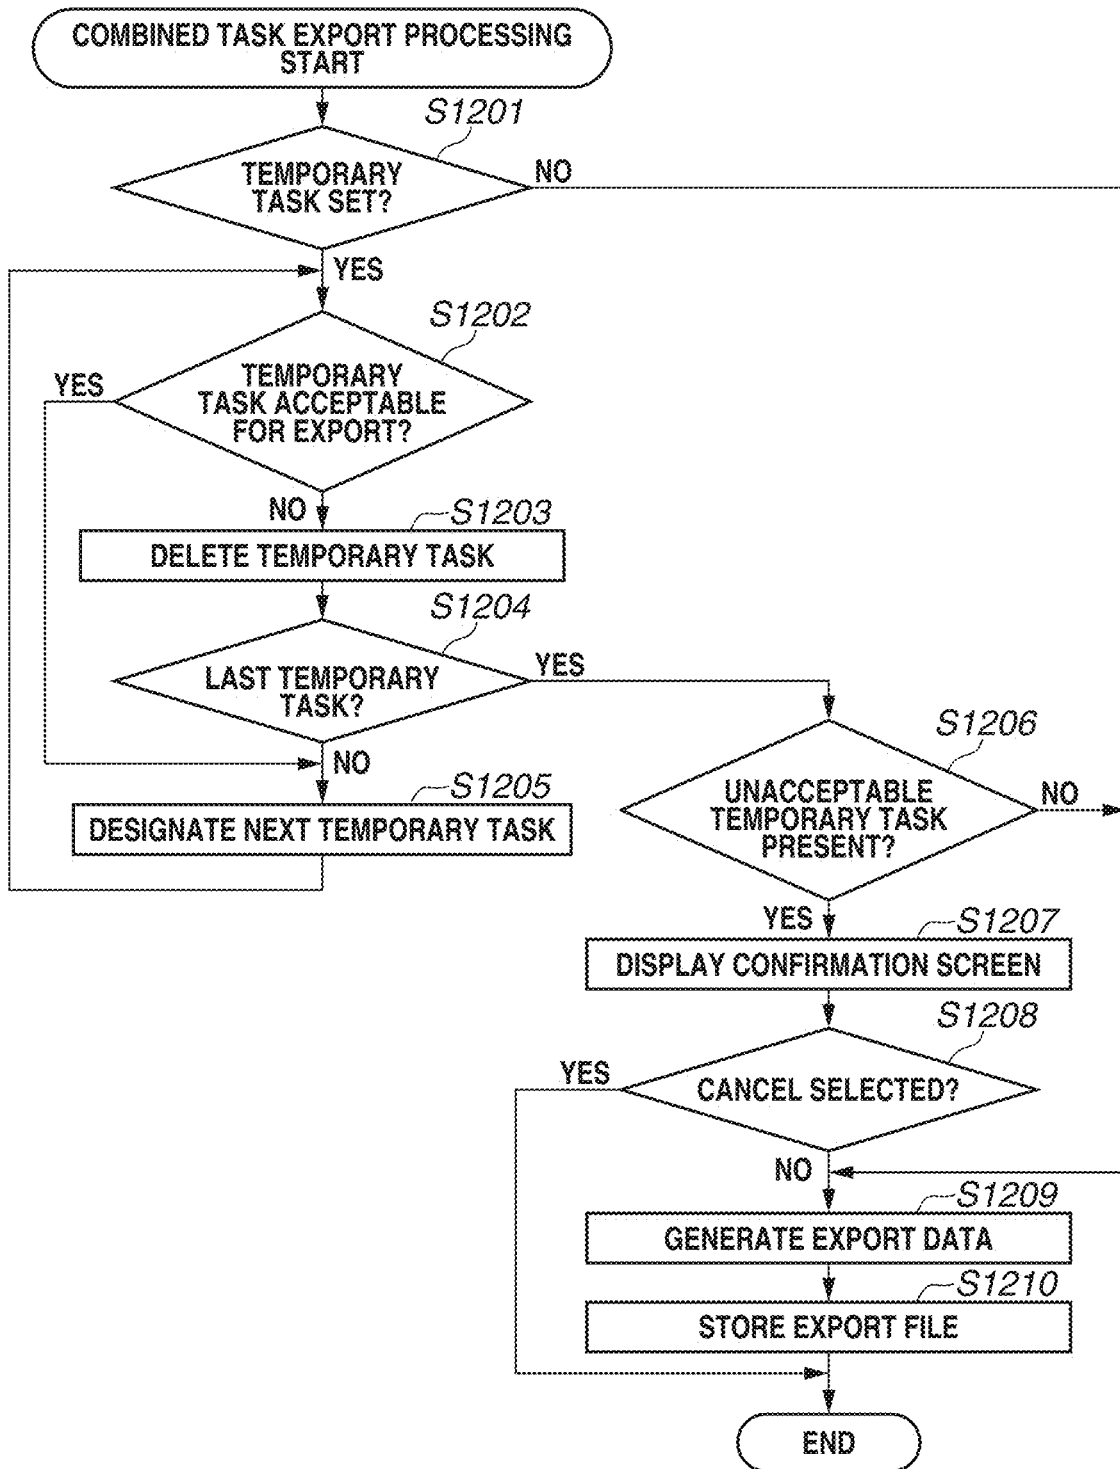 COMBINED TASK EXPORT PROCESSING
START
S1201
TEMPORARY
TASK SET?
NO
YES
S1202
TEMPORARY
TASK ACCEPTABLE
FOR EXPORT?
YES
NO
S1203
DELETE TEMPORARY TASK
S1204
LAST TEMPORARY
TASK?
YES
NO
S1205
DESIGNATE NEXT TEMPORARY TASK
S1206
UNACCEPTABLE
TEMPORARY TASK
PRESENT?
NO
YES
S1207
DISPLAY CONFIRMATION SCREEN
S1208
CANCEL SELECTED?
YES
NO
S1209
GENERATE EXPORT DATA
S1210
STORE EXPORT FILE
END